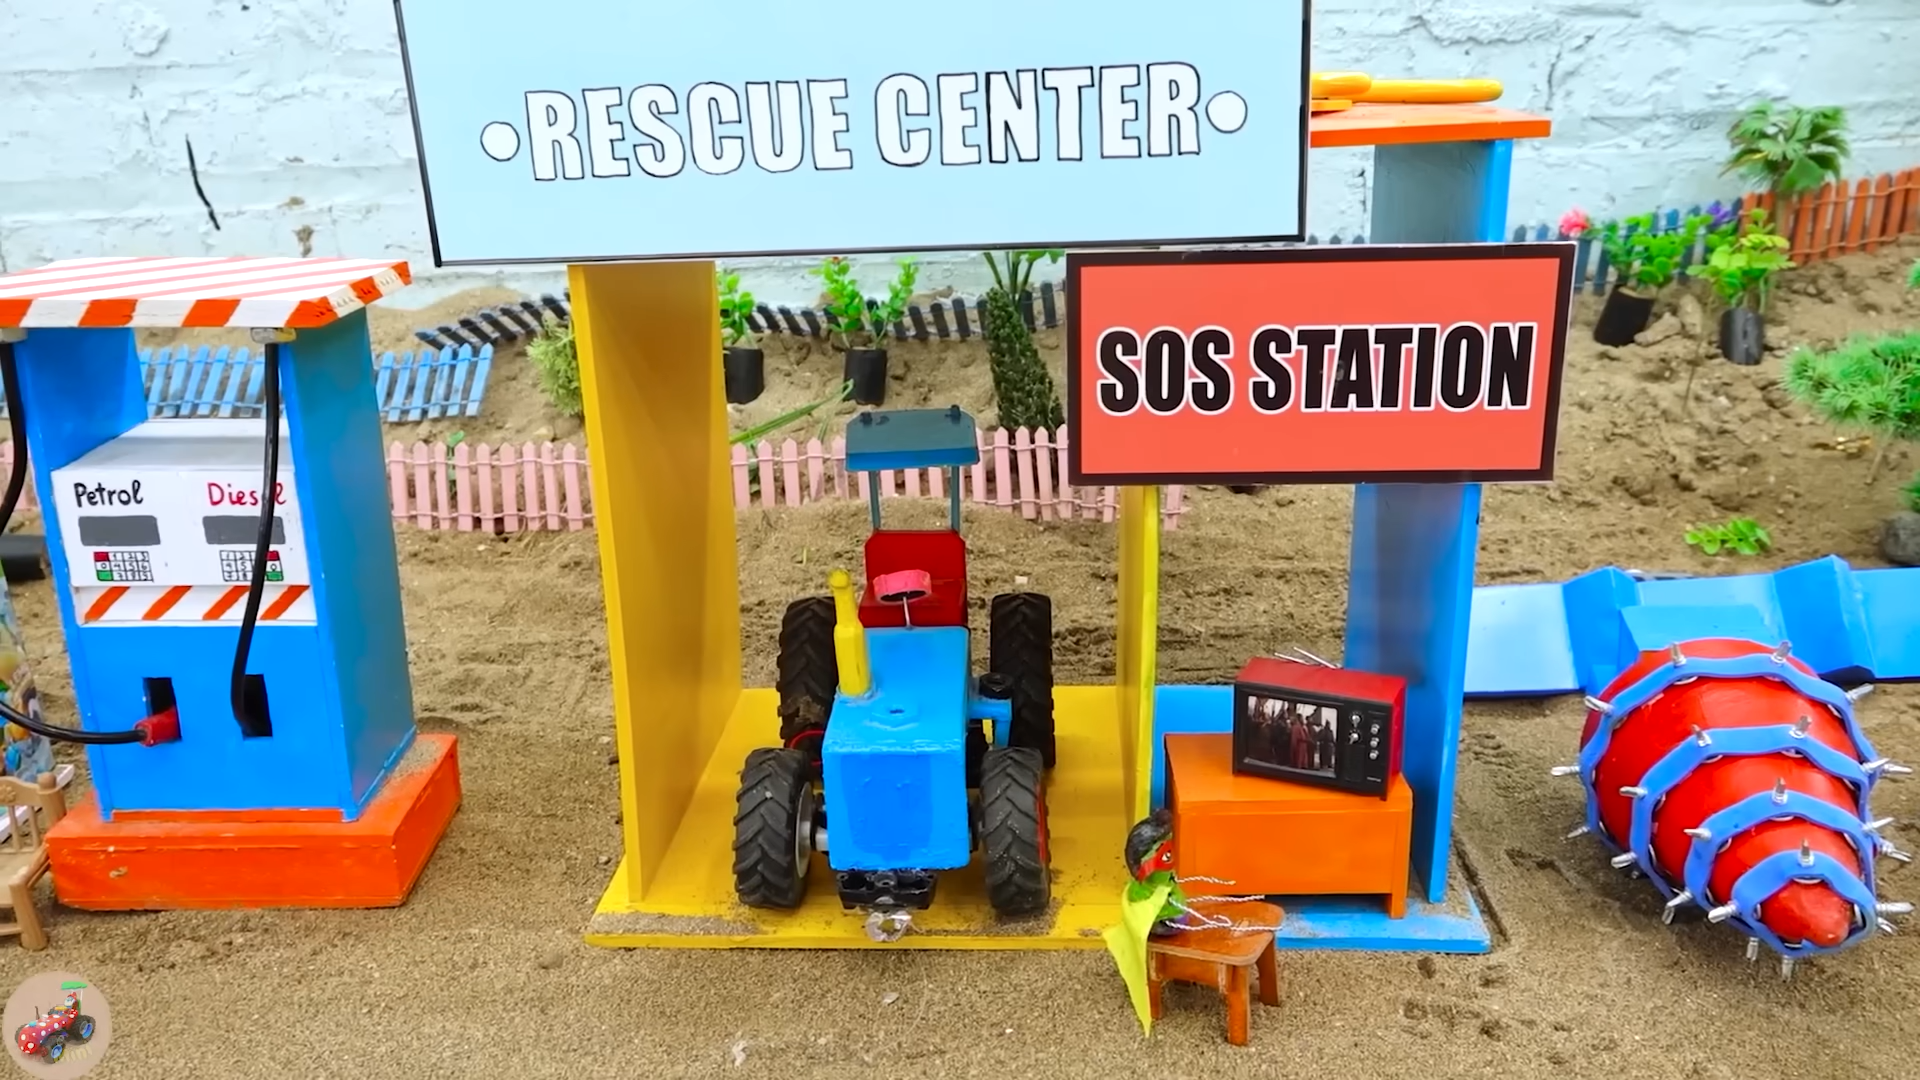 •RESCUE CENTER•
SOS STATION
Petrol
Diesel